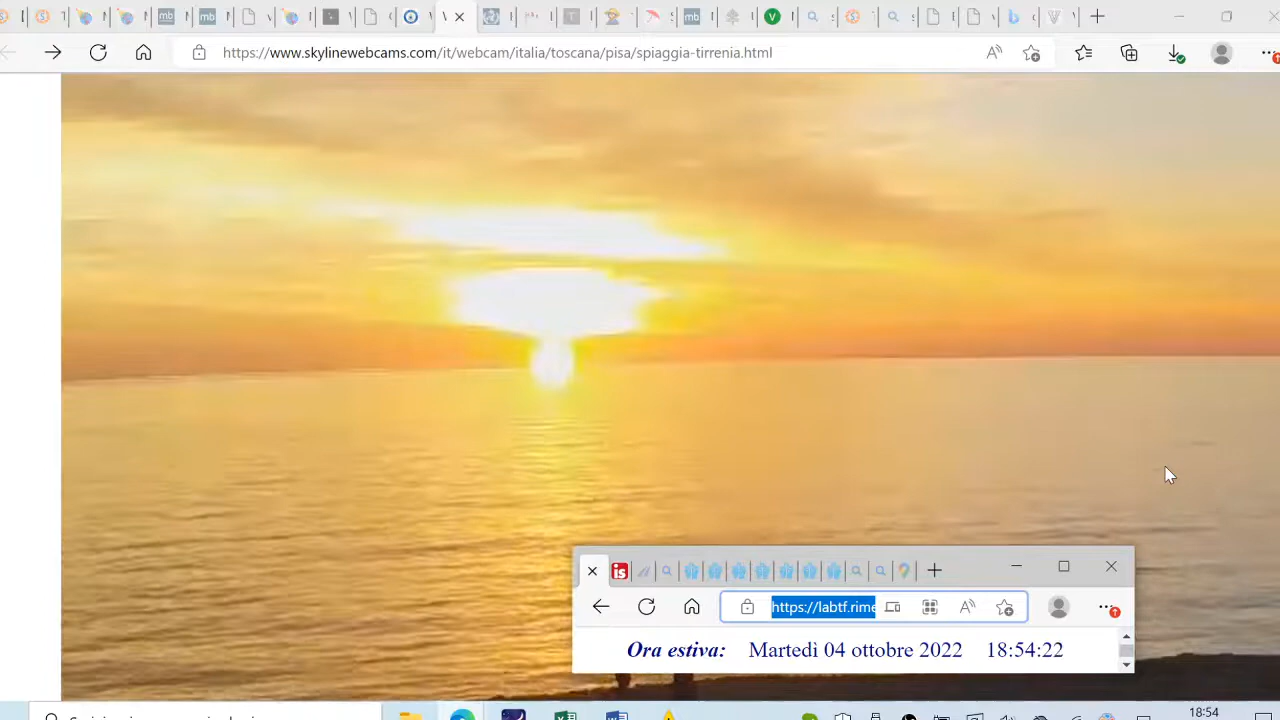 https://www.skylinewebcams.com/it/webcam/italia/toscana/pisa/spiaggia-tirrenia.html
https://labtf.rime
Ora estiva: Martedì 04 ottobre 2022 18:54:22
18:54